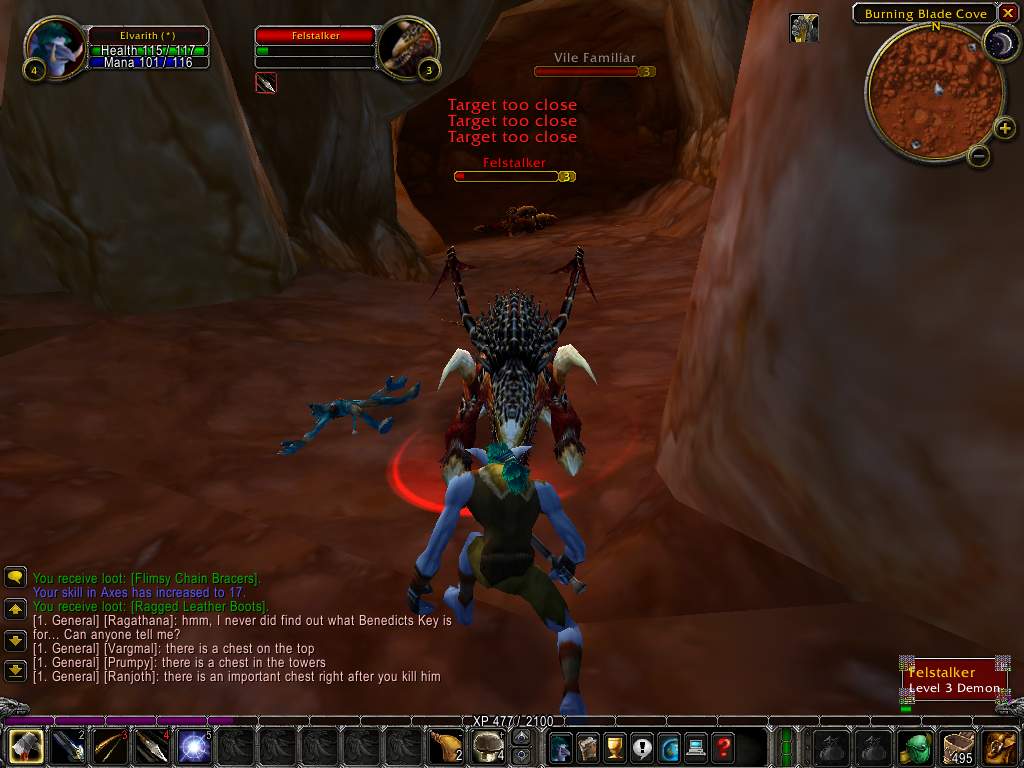 Elvarith (*)
Health 115 / 117
Mana 101 / 116
4
Felstalker
3
Burning Blade Cove
N
Vile Familiar
3
Target too close
Target too close
Target too close
Felstalker
3
You receive loot: [Flimsy Chain Bracers].
Your skill in Axes has increased to 17.
You receive loot: [Ragged Leather Boots].
[1. General] [Ragathana]: hmm, I never did find out what Benedicts Key is
for... Can anyone tell me?
[1. General] [Vargmal]: there is a chest on the top
[1. General] [Prumpy]: there is a chest in the towers
[1. General] [Ranjoth]: there is an important chest right after you kill him
Felstalker
Level 3 Demon
XP 477 / 2100
2
3
4
5
2
4
495